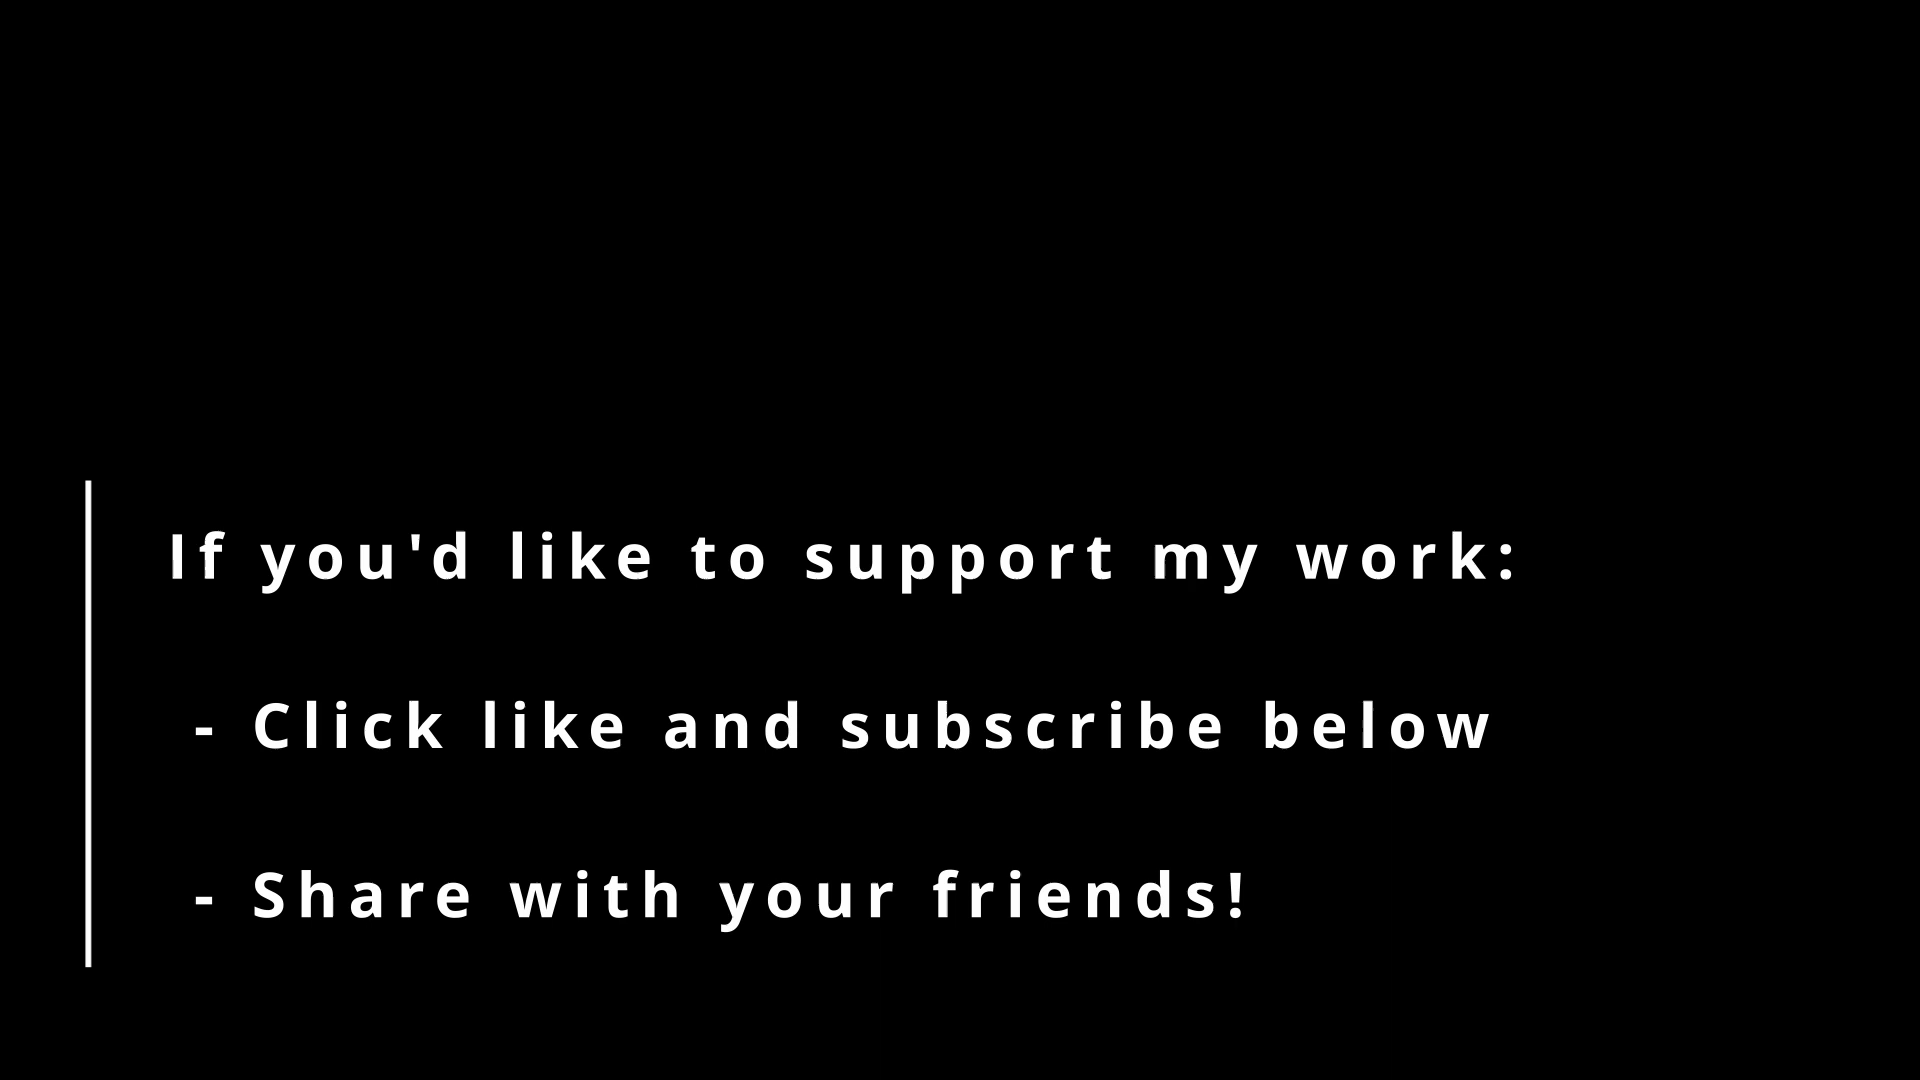 If you'd like to support my work:
- Click like and subscribe below
- Share with your friends!